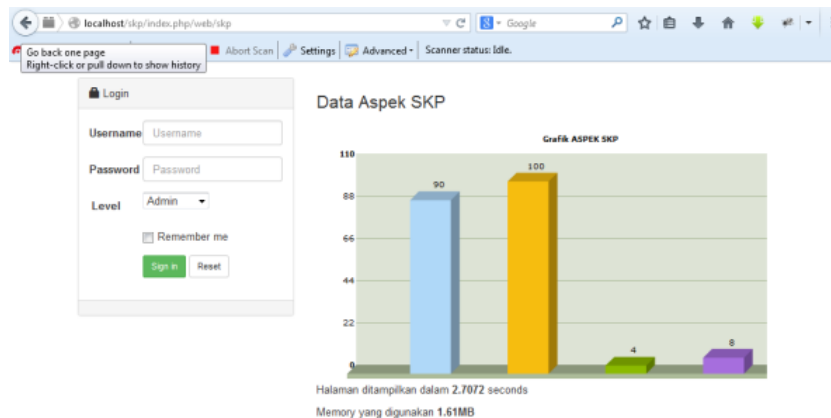 localhost/skp/index.php/web/skp
Google
Go back one page
Right-click or pull down to show history
Abort Scan
Settings
Advanced
Scanner status: Idle.
Login
Username
Username
Password
Password
Level
Admin
Remember me
Sign in
Reset
Data Aspek SKP
Grafik ASPEK SKP
110
88
66
44
22
0
90
100
4
8
Halaman ditampilkan dalam 2.7072 seconds
Memory yang digunakan 1.61MB